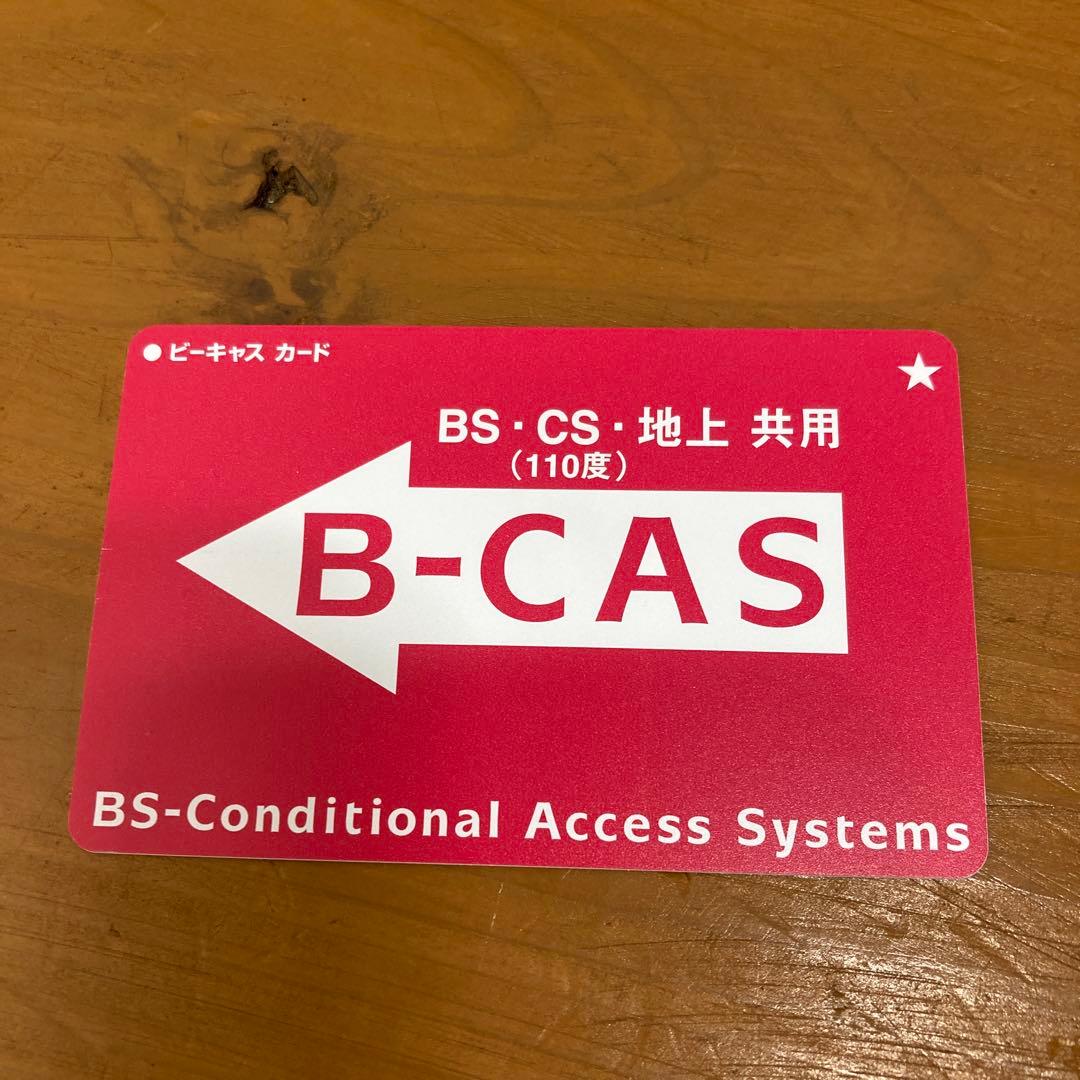 ●ビーキャス カード
★
BS・CS・地上 共用
（110度）
B-CAS
BS-Conditional Access Systems